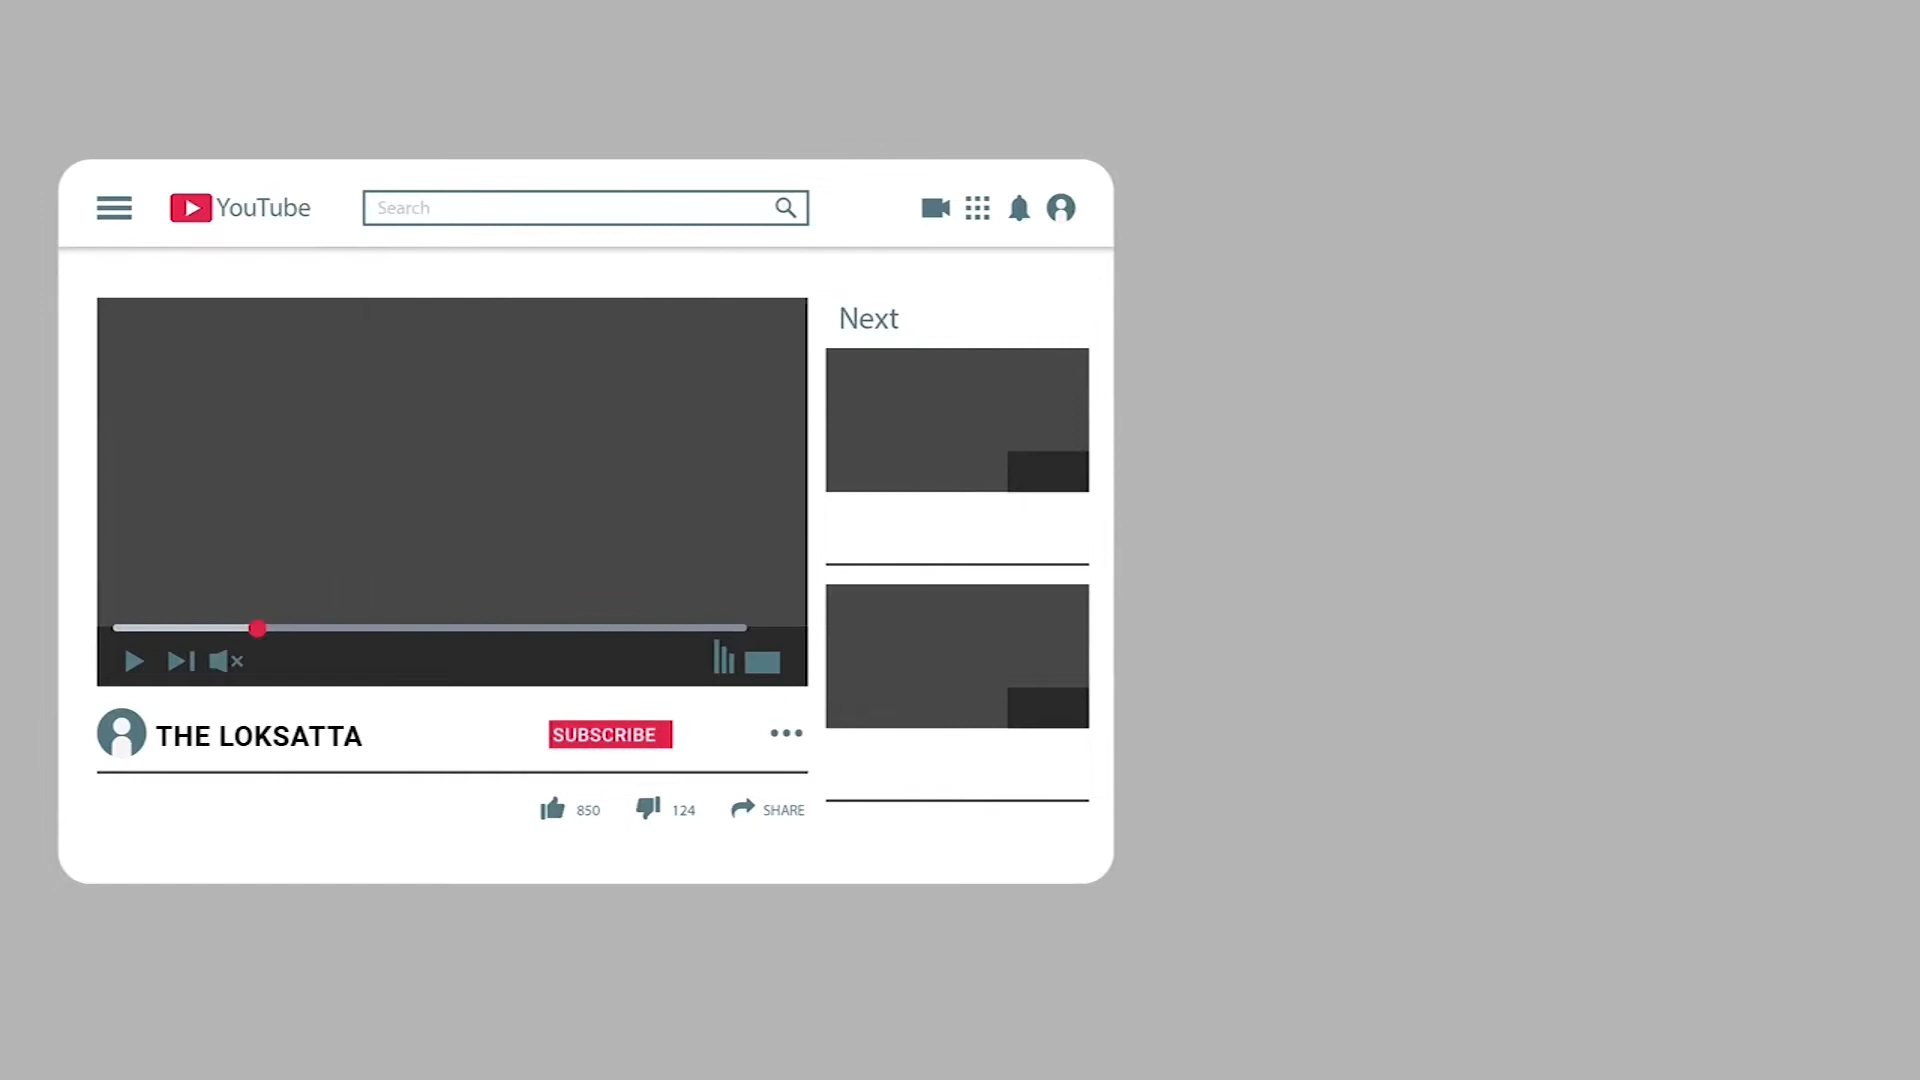 YouTube
Search
Next
THE LOKSATTA
SUBSCRIBE
850
124
SHARE